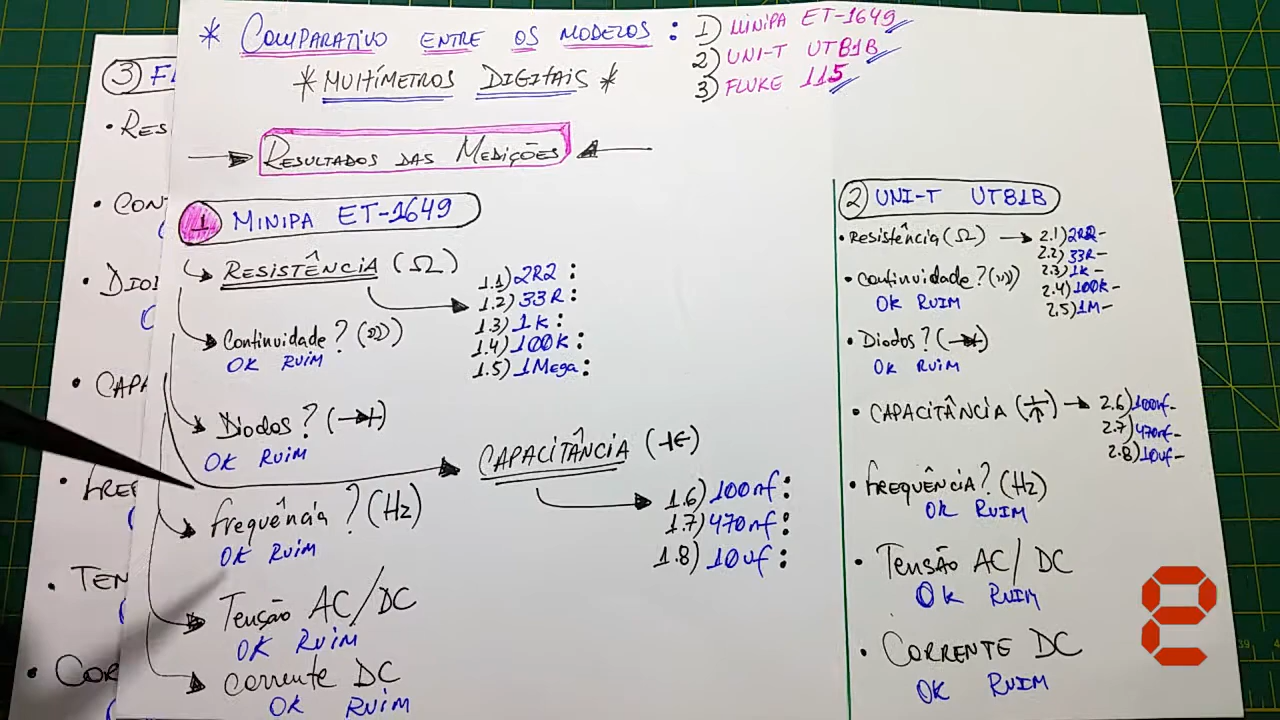 * COMPARATIVO ENTRE OS MODELOS : 1) MINIPA ET-1649
2) UNI-T UT81B
3) FLUKE 115
* MULTÍMETROS DIGITAIS *
RESULTADOS DAS MEDIÇÕES
1 MINIPA ET-1649
RESISTÊNCIA (Ω)
1.1) 2R2 :
1.2) 33R :
1.3) 1K :
1.4) 100K :
1.5) 1Mega :
Continuidade ?
OK RUIM
Diodos ?
OK RUIM
CAPACITÂNCIA
1.6) 100nf :
1.7) 470nf :
1.8) 10uf :
frequência ? (Hz)
OK RUIM
Tensão AC/DC
OK RUIM
corrente DC
OK RUIM
2 UNI-T UT81B
• Resistência (Ω)
2.1) 2R2-
2.2) 33R-
2.3) 1K-
2.4) 100K-
2.5) 1M-
• Continuidade ?
OK RUIM
• Diodos ?
OK RUIM
• CAPACITÂNCIA
2.6) 100nf-
2.7) 470nf-
2.8) 10uf-
• FREQUÊNCIA ? (Hz)
OK RUIM
• Tensão AC/DC
OK RUIM
• CORRENTE DC
OK RUIM
3 FL
• RES
• CON
• DIO
• CAPA
• FRE
• TEN
• COR
e